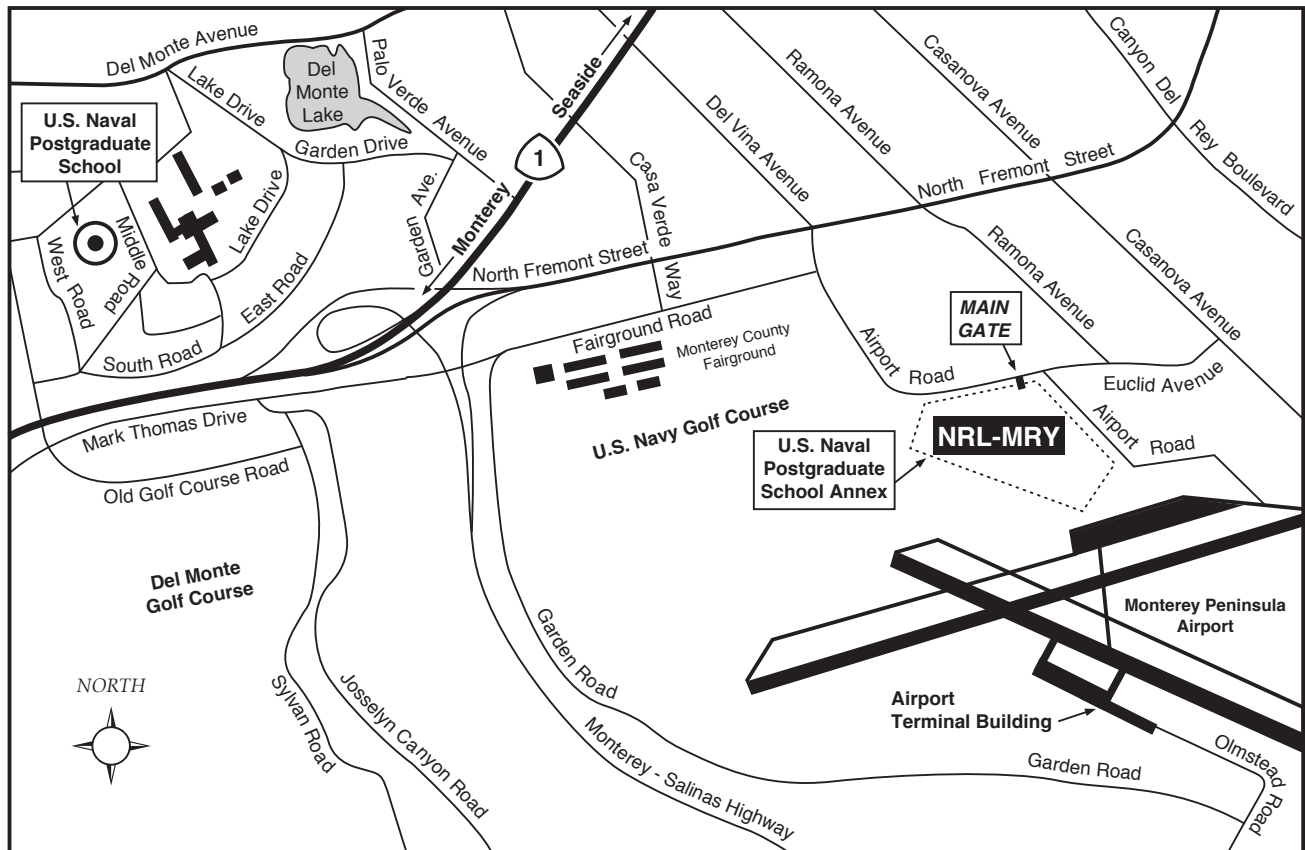 Del Monte Avenue
Lake Drive
Del
Monte
Lake
Palo Verde Avenue
Seaside
1
Monterey
Casa Verde Way
Del Vina Avenue
Ramona Avenue
Casanova Avenue
Canyon Del Rey Boulevard
U.S. Naval
Postgraduate
School
Garden Drive
Garden Ave.
Lake Drive
East Road
West Road
Middle Road
South Road
North Fremont Street
North Fremont Street
Ramona Avenue
Casanova Avenue
MAIN
GATE
Fairground Road
Monterey County
Fairground
Airport Road
Euclid Avenue
Airport Road
Mark Thomas Drive
Old Golf Course Road
U.S. Navy Golf Course
NRL-MRY
U.S. Naval
Postgraduate
School Annex
Del Monte
Golf Course
Monterey Peninsula
Airport
NORTH
Sylvan Road
Josselyn Canyon Road
Garden Road
Monterey - Salinas Highway
Airport
Terminal Building
Garden Road
Olmstead Road